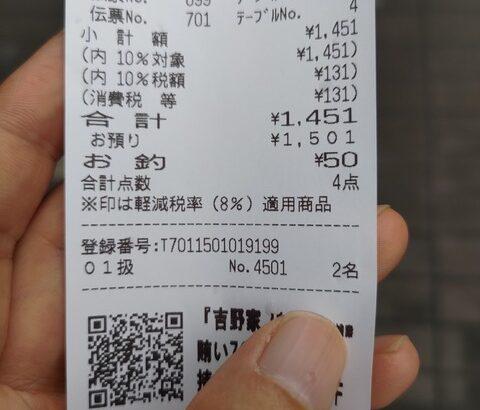 伝票No. 701 テーブルNo. 4
小計額 ¥1,451
(内 10%対象 ¥1,451)
(内 10%税額 ¥131)
(消費税 等 ¥131)
合計 ¥1,451
お預り ¥1,501
お釣 ¥50
合計点数 4点
※印は軽減税率(8%)適用商品
登録番号:T7011501019199
01扱 No.4501 2名
『吉野家
賄い